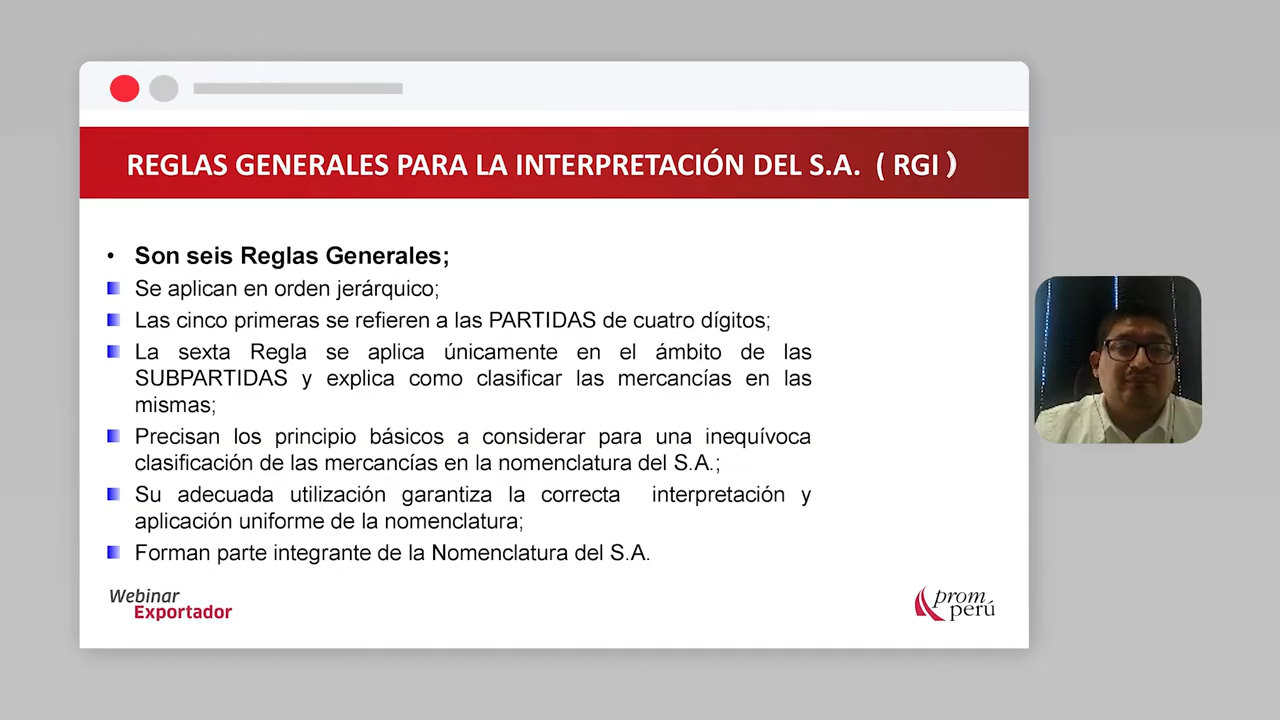 REGLAS GENERALES PARA LA INTERPRETACIÓN DEL S.A. ( RGI )
• Son seis Reglas Generales;
Se aplican en orden jerárquico;
Las cinco primeras se refieren a las PARTIDAS de cuatro dígitos;
La sexta Regla se aplica únicamente en el ámbito de las
SUBPARTIDAS y explica como clasificar las mercancías en las
mismas;
Precisan los principio básicos a considerar para una inequívoca
clasificación de las mercancías en la nomenclatura del S.A.;
Su adecuada utilización garantiza la correcta interpretación y
aplicación uniforme de la nomenclatura;
Forman parte integrante de la Nomenclatura del S.A.
Webinar
Exportador
prom
perú